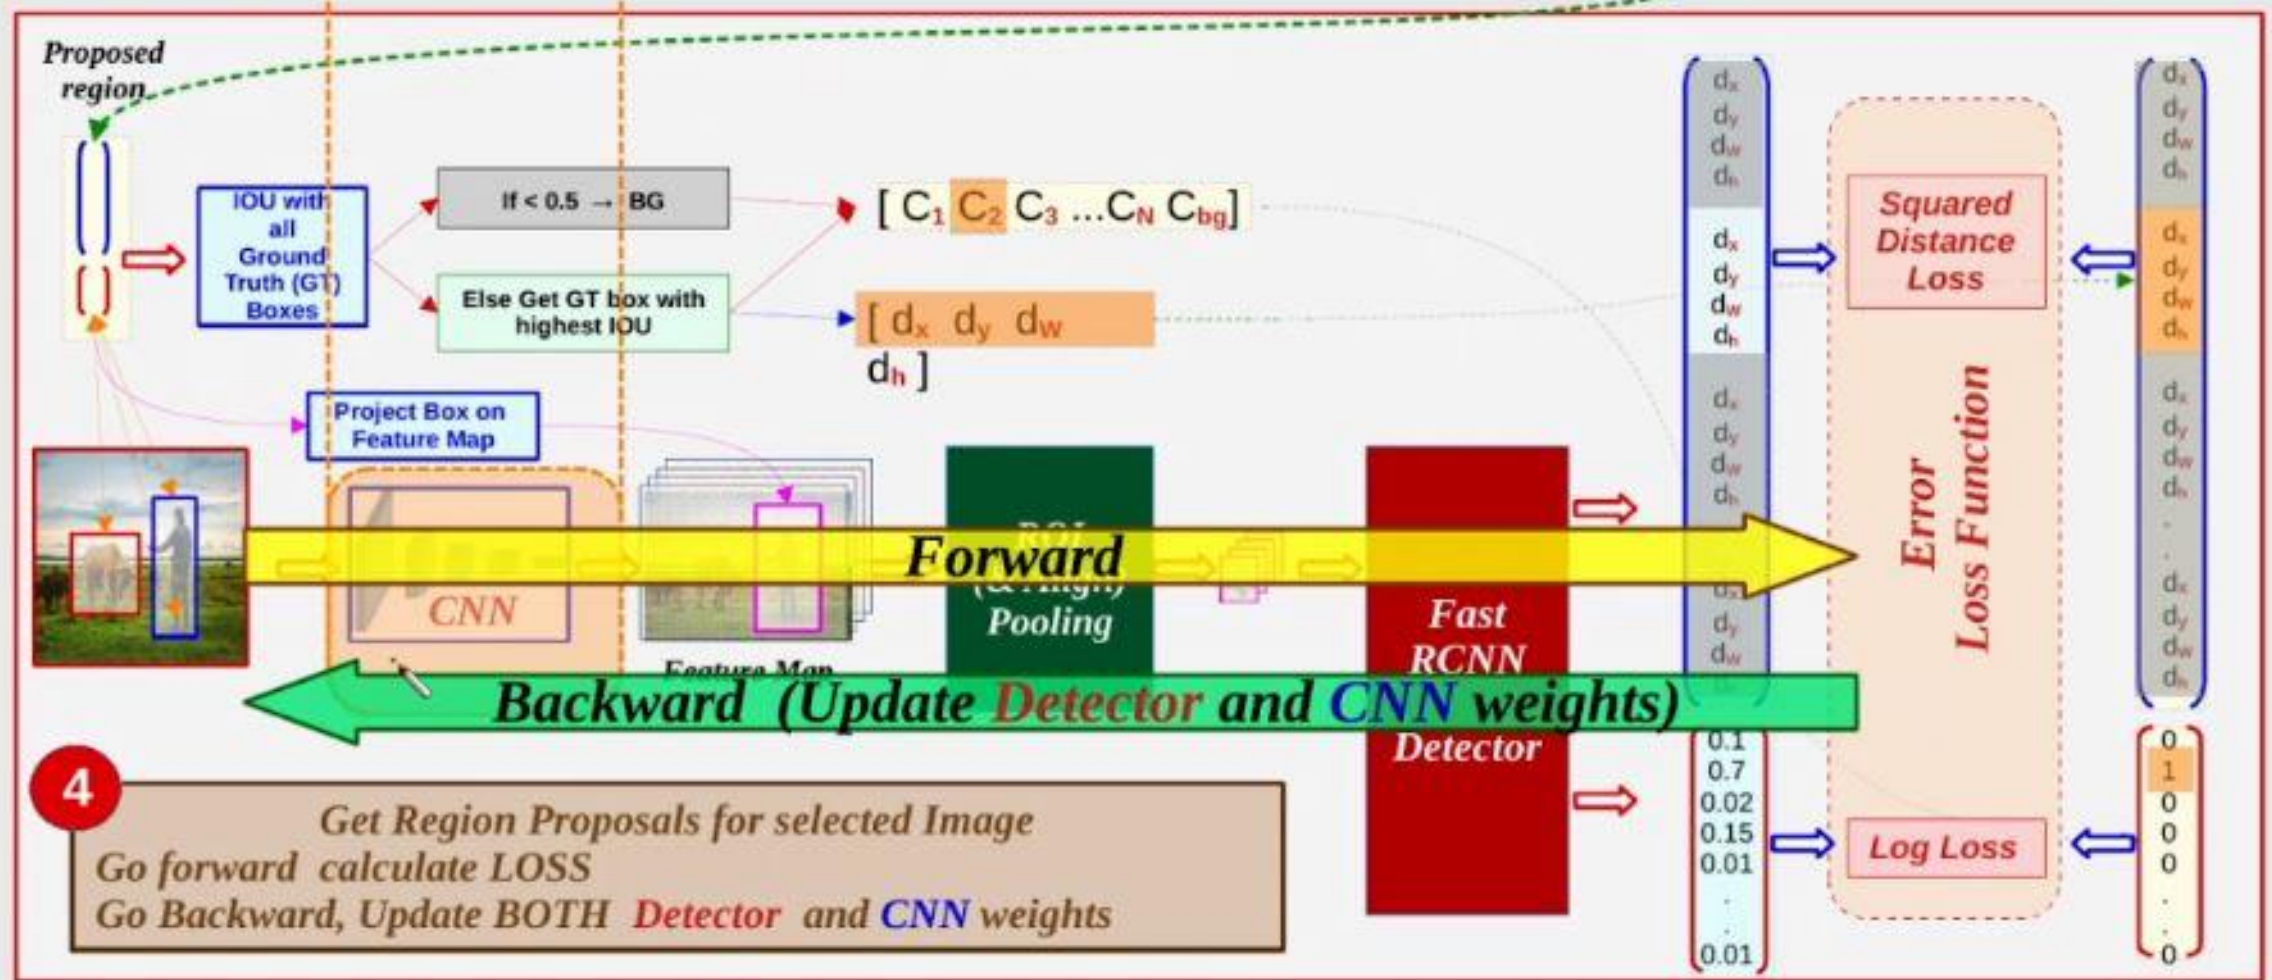 Proposed
region
IOU with
all
Ground
Truth (GT)
Boxes
If < 0.5 → BG
Else Get GT box with
highest IOU
[ C1 C2 C3 ...CN Cbg]
[ dx dy dw
dh ]
Project Box on
Feature Map
CNN
Feature Map
Forward
Pooling
Fast
RCNN
Detector
Backward (Update Detector and CNN weights)
dx
dy
dw
dh
dx
dy
dw
dh
dx
dy
dw
dh
dx
dy
dw
0.1
0.7
0.02
0.15
0.01
.
.
0.01
Squared
Distance
Loss
Error
Loss Function
Log Loss
dx
dy
dw
dh
dx
dy
dw
dh
dx
dy
dw
dh
.
.
dx
dy
dw
dh
0
1
0
0
0
.
.
0
4
Get Region Proposals for selected Image
Go forward calculate LOSS
Go Backward, Update BOTH Detector and CNN weights